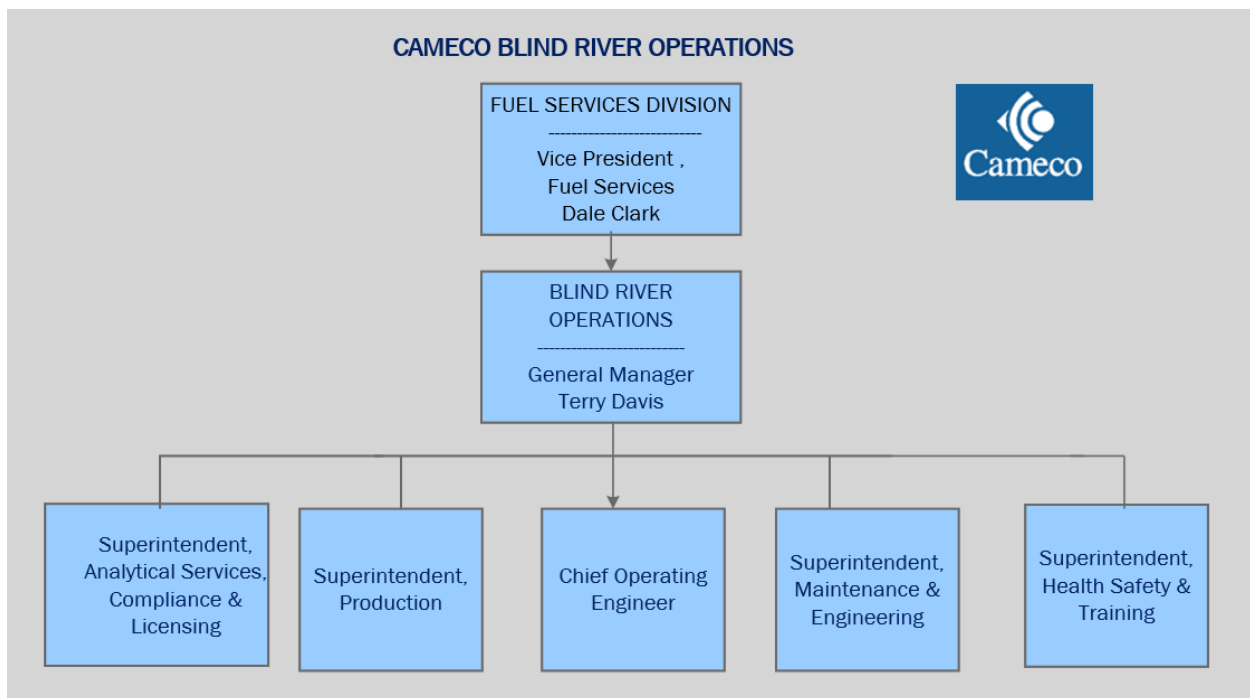 CAMECO BLIND RIVER OPERATIONS
FUEL SERVICES DIVISION
---------------------------
Vice President ,
Fuel Services
Dale Clark
Cameco
BLIND RIVER
OPERATIONS
--------------------------
General Manager
Terry Davis
Superintendent,
Analytical Services,
Compliance &
Licensing
Superintendent,
Production
Chief Operating
Engineer
Superintendent,
Maintenance &
Engineering
Superintendent,
Health Safety &
Training